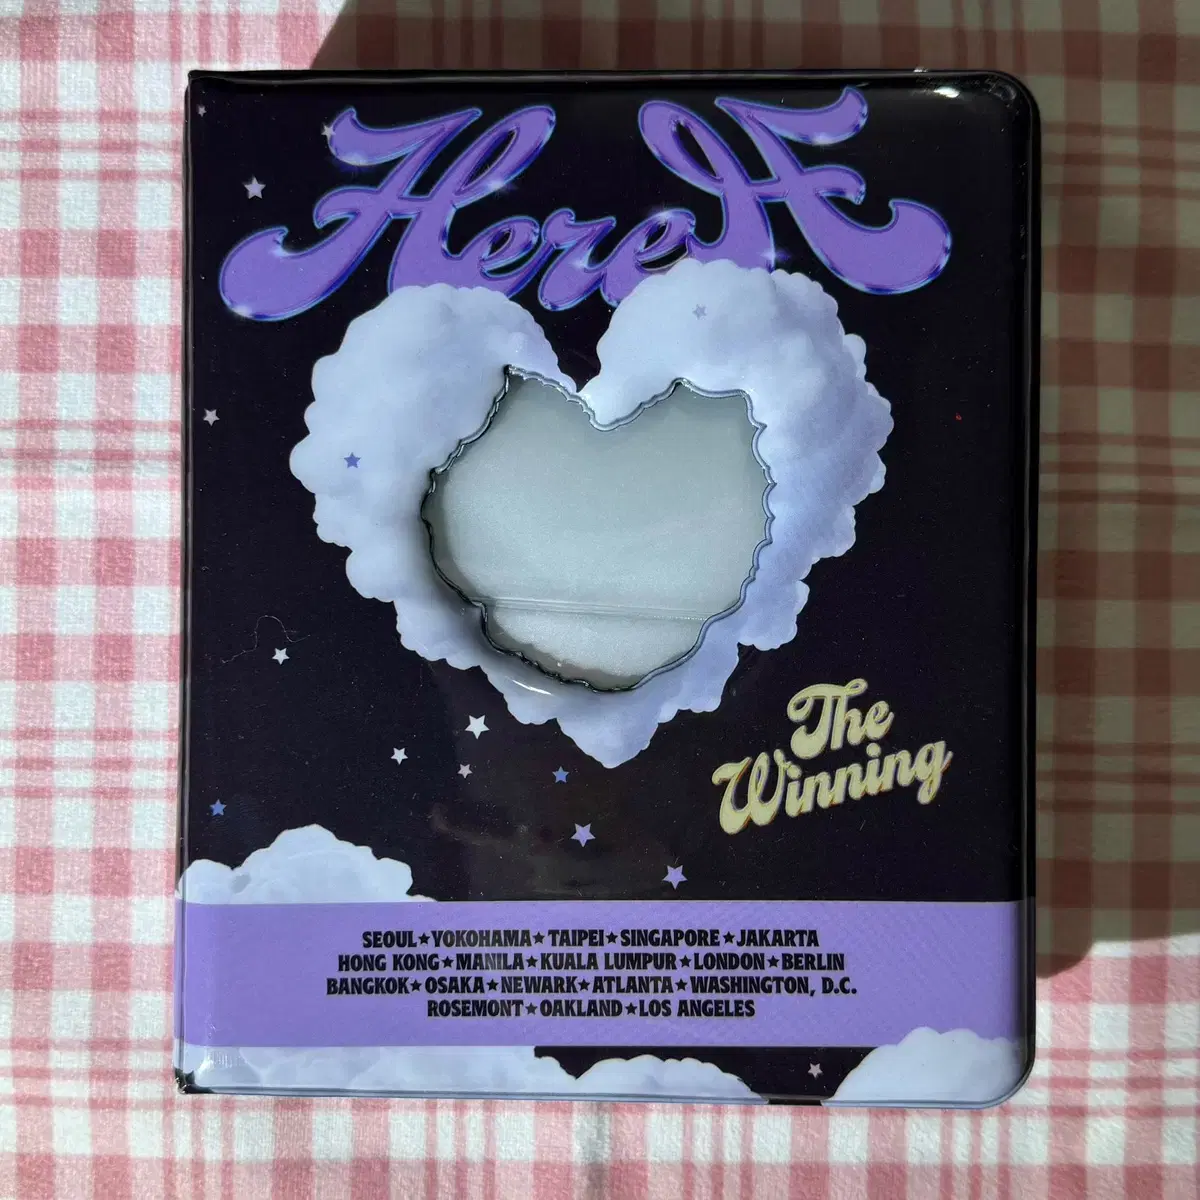 HereH
The
Winning
SEOUL★YOKOHAMA★TAIPEI★SINGAPORE★JAKARTA
HONG KONG★MANILA★KUALA LUMPUR★LONDON★BERLIN
BANGKOK★OSAKA★NEWARK★ATLANTA★WASHINGTON, D.C.
ROSEMONT★OAKLAND★LOS ANGELES